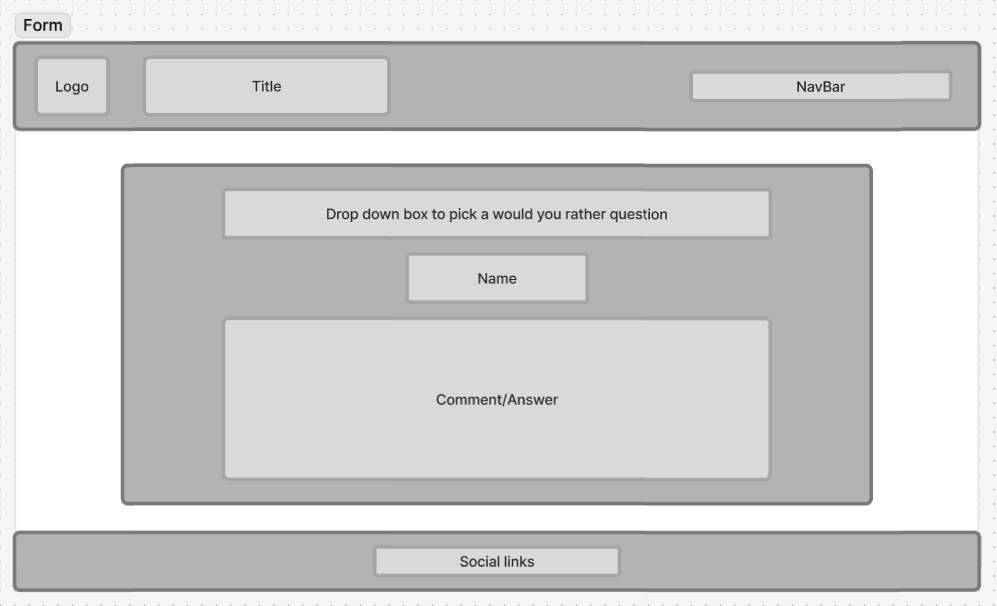 Form
Logo
Title
NavBar
Drop down box to pick a would you rather question
Name
Comment/Answer
Social links